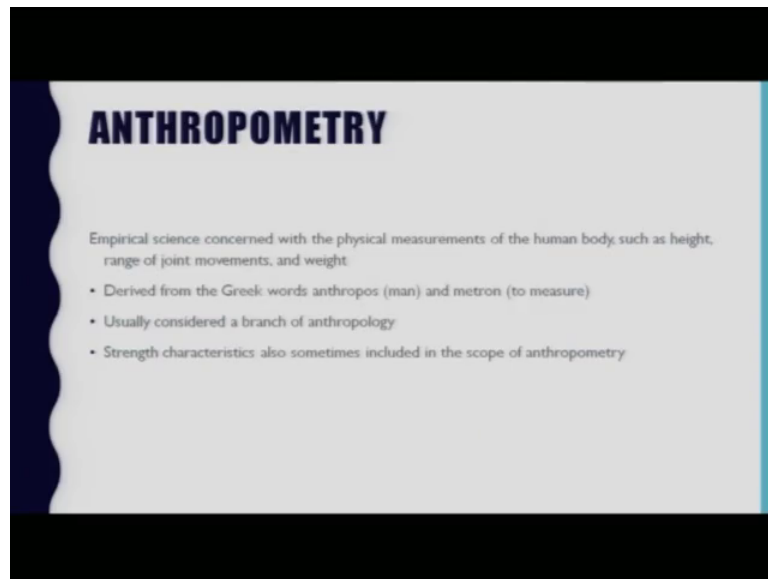 ANTHROPOMETRY
Empirical science concerned with the physical measurements of the human body, such as height,
range of joint movements, and weight
• Derived from the Greek words anthropos (man) and metron (to measure)
• Usually considered a branch of anthropology
• Strength characteristics also sometimes included in the scope of anthropometry